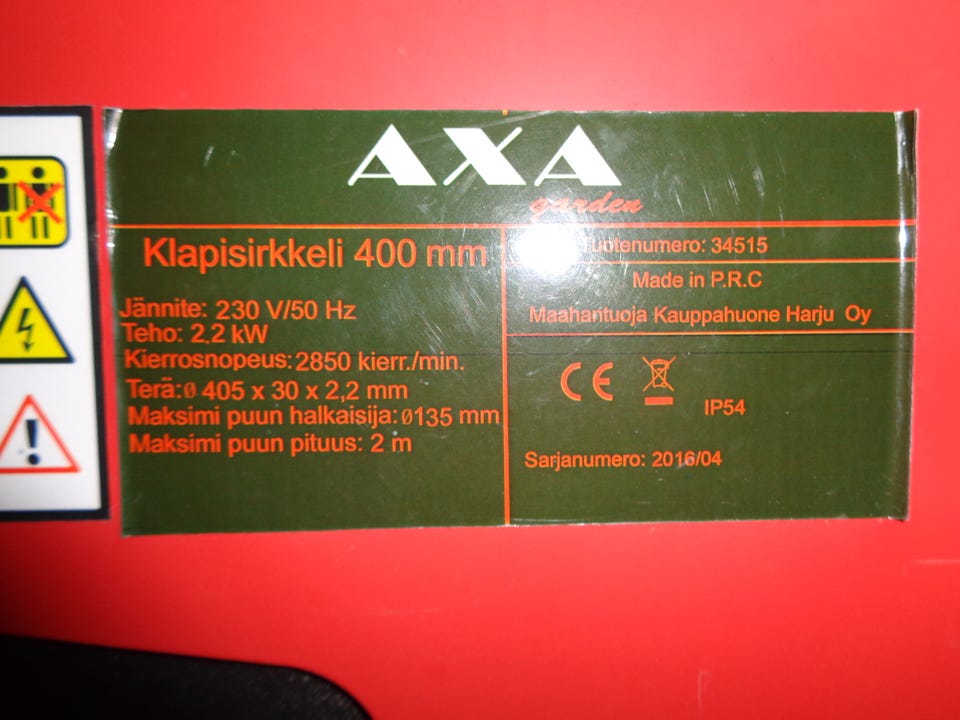 AXA
garden
Klapisirkkeli 400 mm
Jännite: 230 V/50 Hz
Teho: 2.2 kW
Kierrosnopeus: 2850 kierr./min.
Terä:ø 405 x 30 x 2,2 mm
Maksimi puun halkaisija:ø135 mm
Maksimi puun pituus: 2 m
Tuotenumero: 34515
Made in P.R.C
Maahantuoja Kauppahuone Harju Oy
CE
IP54
Sarjanumero: 2016/04